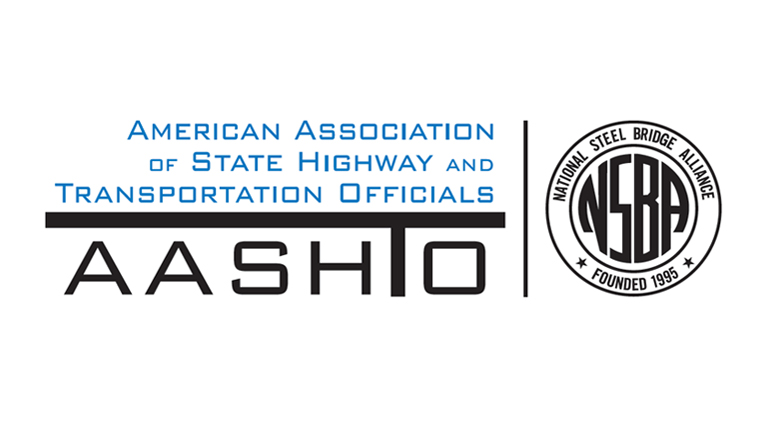 American Association
of State Highway and
Transportation Officials
AASHTO
NATIONAL STEEL BRIDGE ALLIANCE
NSBA
★ FOUNDED 1995 ★